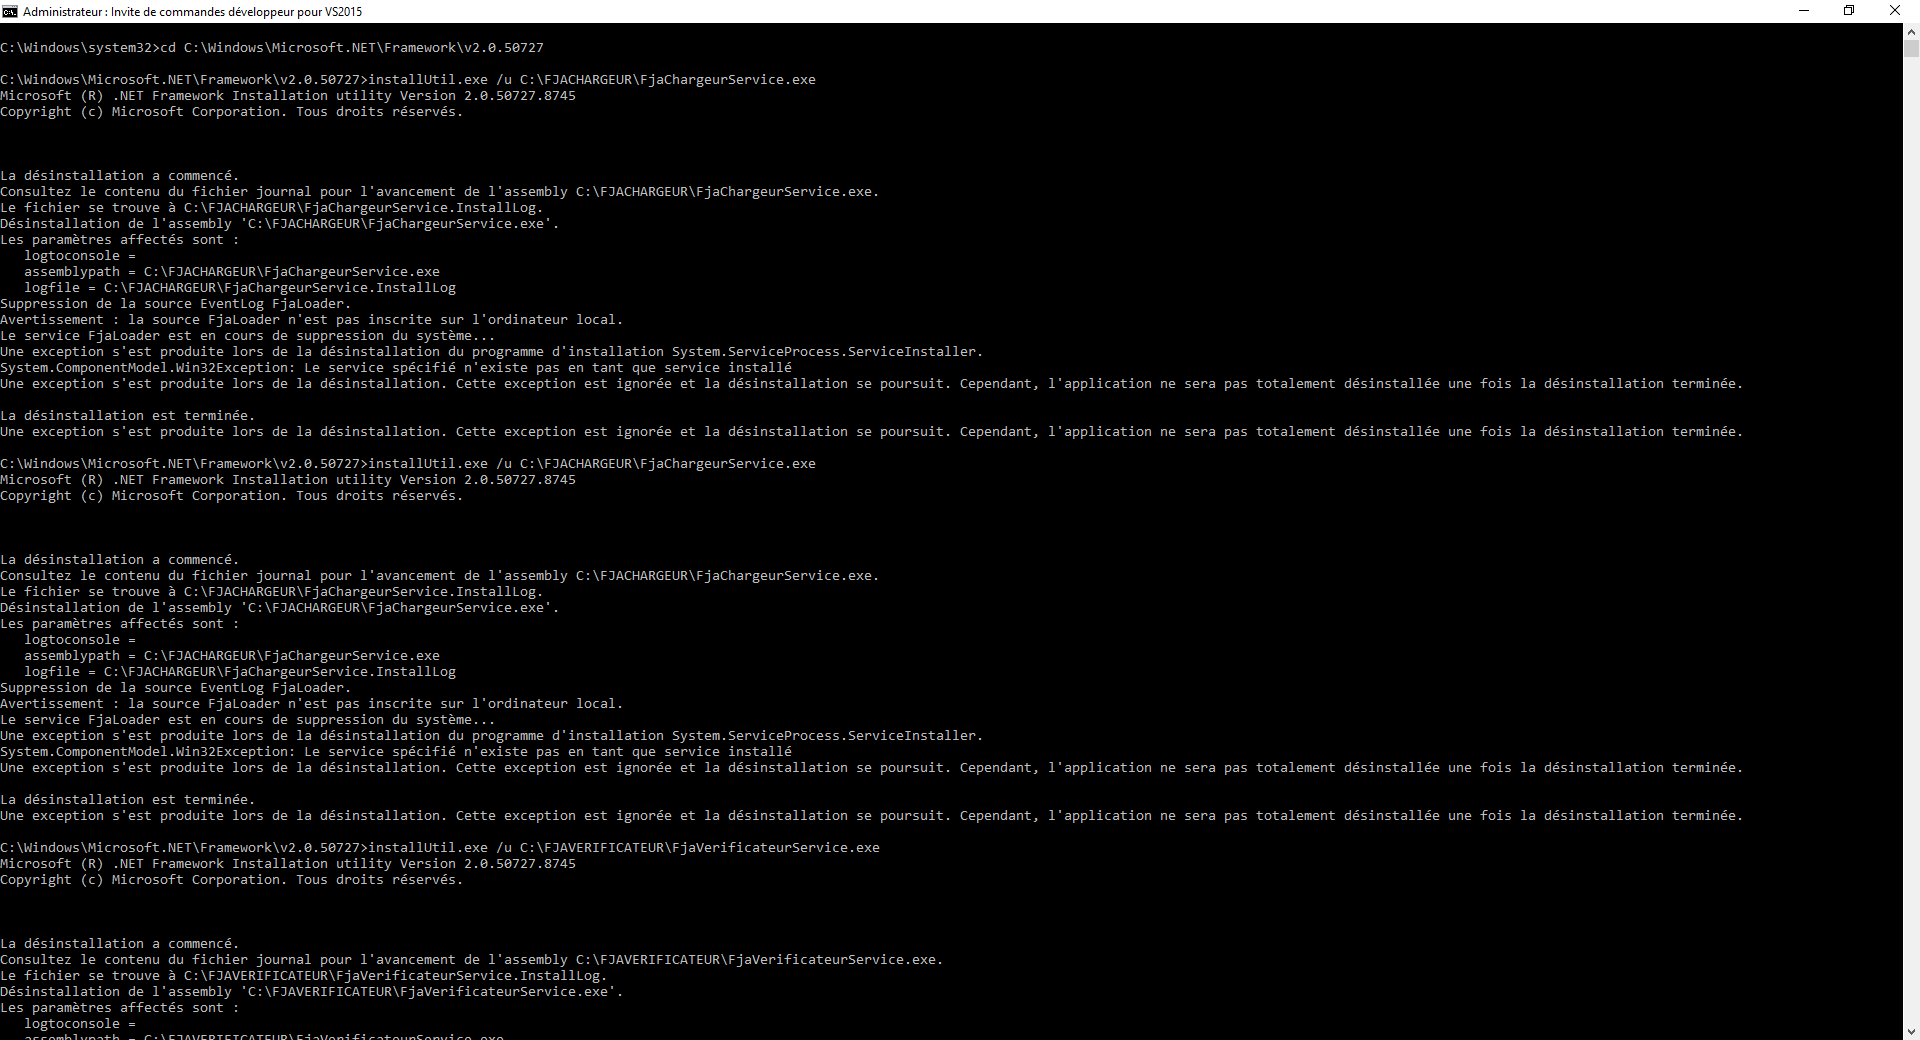 Administrateur : Invite de commandes développeur pour VS2015
C:\Windows\system32>cd C:\Windows\Microsoft.NET\Framework\v2.0.50727
C:\Windows\Microsoft.NET\Framework\v2.0.50727>installUtil.exe /u C:\FJACHARGEUR\FjaChargeurService.exe
Microsoft (R) .NET Framework Installation utility Version 2.0.50727.8745
Copyright (c) Microsoft Corporation. Tous droits réservés.
La désinstallation a commencé.
Consultez le contenu du fichier journal pour l'avancement de l'assembly C:\FJACHARGEUR\FjaChargeurService.exe.
Le fichier se trouve à C:\FJACHARGEUR\FjaChargeurService.InstallLog.
Désinstallation de l'assembly 'C:\FJACHARGEUR\FjaChargeurService.exe'.
Les paramètres affectés sont :
   logtoconsole =
   assemblypath = C:\FJACHARGEUR\FjaChargeurService.exe
   logfile = C:\FJACHARGEUR\FjaChargeurService.InstallLog
Suppression de la source EventLog FjaLoader.
Avertissement : la source FjaLoader n'est pas inscrite sur l'ordinateur local.
Le service FjaLoader est en cours de suppression du système...
Une exception s'est produite lors de la désinstallation du programme d'installation System.ServiceProcess.ServiceInstaller.
System.ComponentModel.Win32Exception: Le service spécifié n'existe pas en tant que service installé
Une exception s'est produite lors de la désinstallation. Cette exception est ignorée et la désinstallation se poursuit. Cependant, l'application ne sera pas totalement désinstallée une fois la désinstallation terminée.
La désinstallation est terminée.
Une exception s'est produite lors de la désinstallation. Cette exception est ignorée et la désinstallation se poursuit. Cependant, l'application ne sera pas totalement désinstallée une fois la désinstallation terminée.
C:\Windows\Microsoft.NET\Framework\v2.0.50727>installUtil.exe /u C:\FJACHARGEUR\FjaChargeurService.exe
Microsoft (R) .NET Framework Installation utility Version 2.0.50727.8745
Copyright (c) Microsoft Corporation. Tous droits réservés.
La désinstallation a commencé.
Consultez le contenu du fichier journal pour l'avancement de l'assembly C:\FJACHARGEUR\FjaChargeurService.exe.
Le fichier se trouve à C:\FJACHARGEUR\FjaChargeurService.InstallLog.
Désinstallation de l'assembly 'C:\FJACHARGEUR\FjaChargeurService.exe'.
Les paramètres affectés sont :
   logtoconsole =
   assemblypath = C:\FJACHARGEUR\FjaChargeurService.exe
   logfile = C:\FJACHARGEUR\FjaChargeurService.InstallLog
Suppression de la source EventLog FjaLoader.
Avertissement : la source FjaLoader n'est pas inscrite sur l'ordinateur local.
Le service FjaLoader est en cours de suppression du système...
Une exception s'est produite lors de la désinstallation du programme d'installation System.ServiceProcess.ServiceInstaller.
System.ComponentModel.Win32Exception: Le service spécifié n'existe pas en tant que service installé
Une exception s'est produite lors de la désinstallation. Cette exception est ignorée et la désinstallation se poursuit. Cependant, l'application ne sera pas totalement désinstallée une fois la désinstallation terminée.
La désinstallation est terminée.
Une exception s'est produite lors de la désinstallation. Cette exception est ignorée et la désinstallation se poursuit. Cependant, l'application ne sera pas totalement désinstallée une fois la désinstallation terminée.
C:\Windows\Microsoft.NET\Framework\v2.0.50727>installUtil.exe /u C:\FJAVERIFICATEUR\FjaVerificateurService.exe
Microsoft (R) .NET Framework Installation utility Version 2.0.50727.8745
Copyright (c) Microsoft Corporation. Tous droits réservés.
La désinstallation a commencé.
Consultez le contenu du fichier journal pour l'avancement de l'assembly C:\FJAVERIFICATEUR\FjaVerificateurService.exe.
Le fichier se trouve à C:\FJAVERIFICATEUR\FjaVerificateurService.InstallLog.
Désinstallation de l'assembly 'C:\FJAVERIFICATEUR\FjaVerificateurService.exe'.
Les paramètres affectés sont :
   logtoconsole =
   assemblypath = C:\FJAVERIFICATEUR\FjaVerificateurService.exe